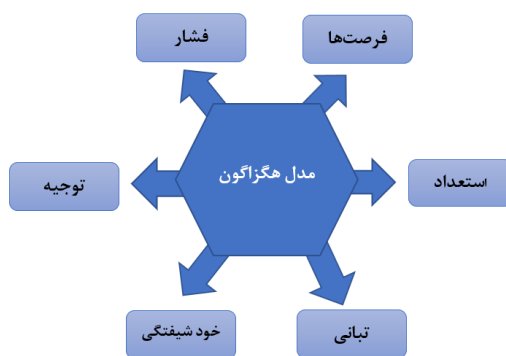 فرصت‌ها
فشار
مدل هگزاگون
استعداد
توجیه
تبانی
خود شیفتگی